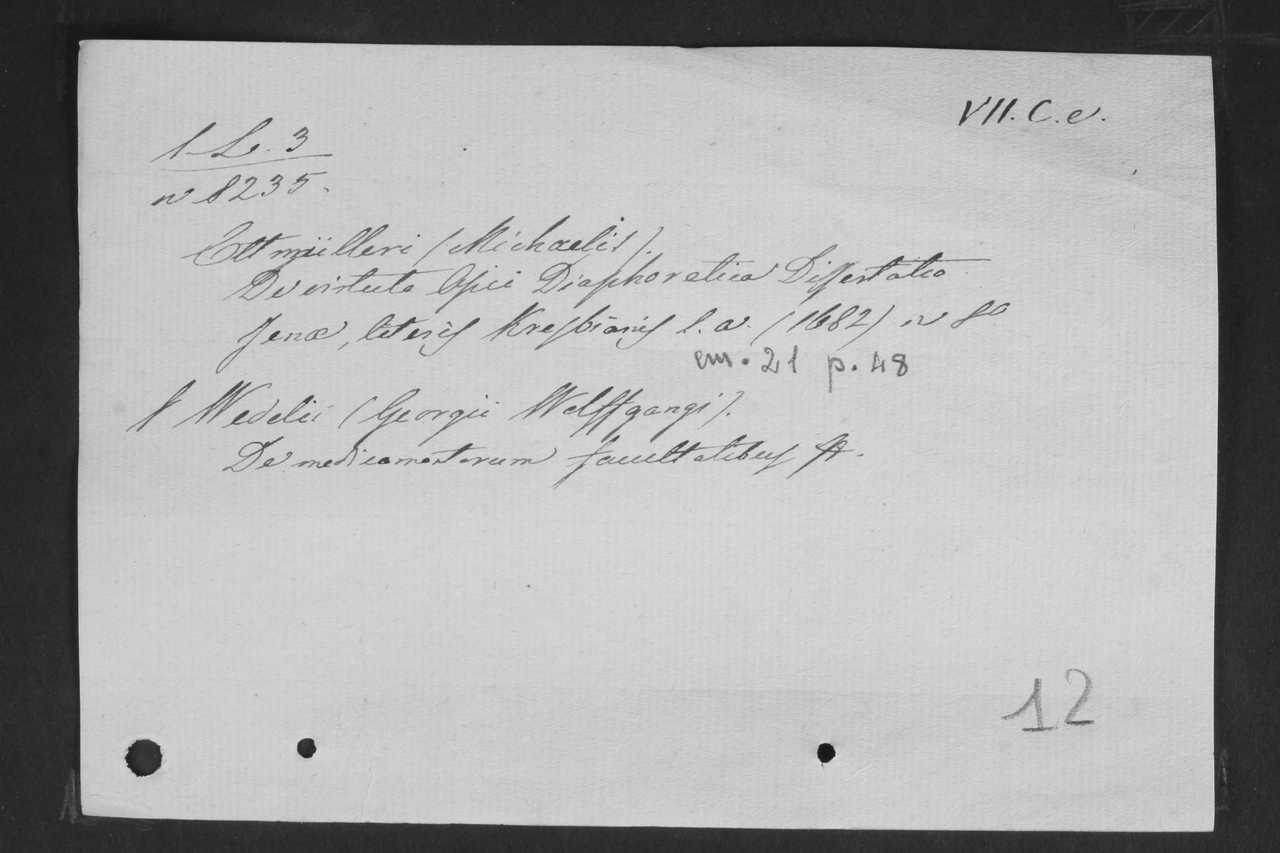 VII. C. e.
1 L. 3
n 8235.
Ettmülleri (Michaelis).
De virtute Opii Diaphoretica Dissertatio
Jenæ, literis Krebsianis s. a. (1682) in 8º
em. 21 p. 48
Wedelii (Georgii Wolffgangi).
De medicamentorum facultatibus
12